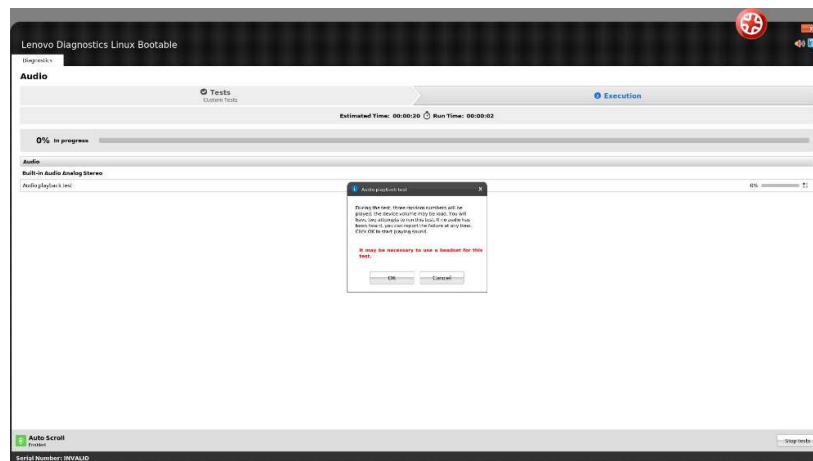 Lenovo Diagnostics Linux Bootable
Diagnostics
Audio
Tests
Custom Tests
Execution
Estimated Time: 00:00:20 Run Time: 00:00:02
0% In progress
Audio
Built-in Audio Analog Stereo
Audio playback test
0%
Audio playback test
During the test, three random numbers will be
played, the device volume may be loud. You will
have two attempts to run this test. If no audio has
been heard, you can report the failure at any time.
Click OK to start playing sound.
It may be necessary to use a headset for this
test.
OK Cancel
Auto Scroll
Enabled
Stop tests
Serial Number: INVALID